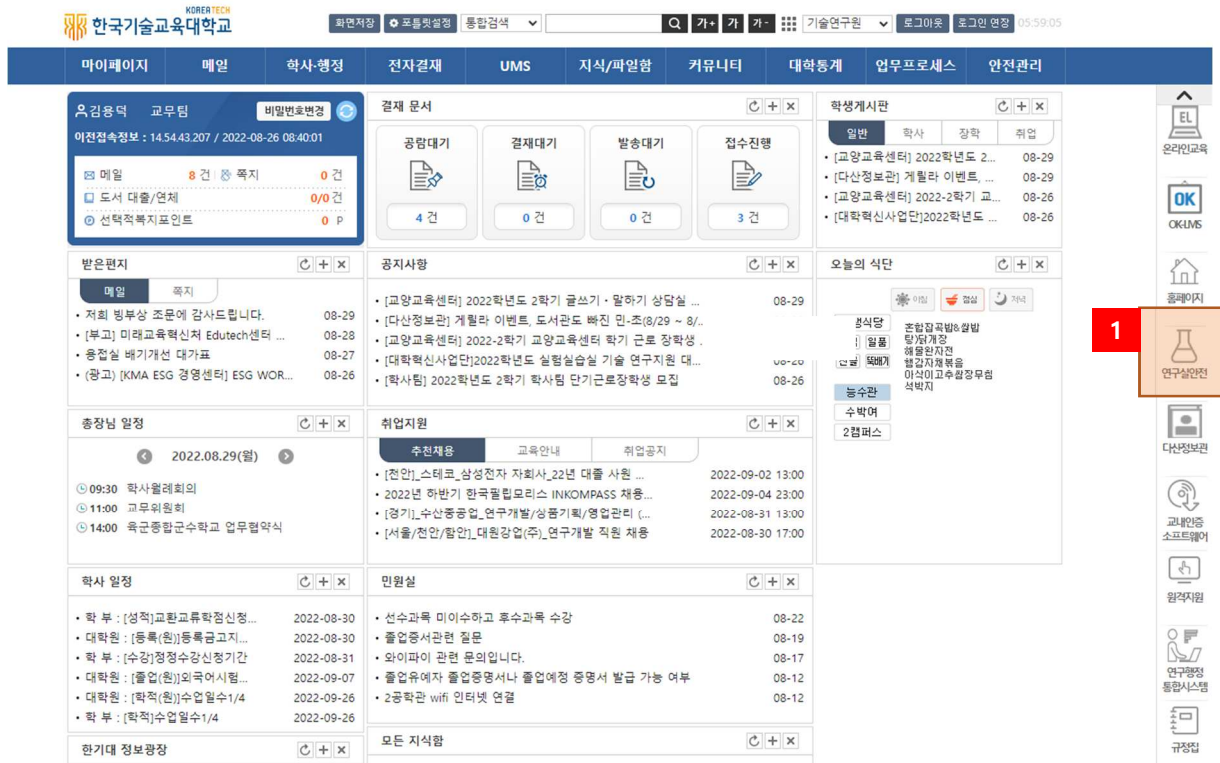 KOREATECH
한국기술교육대학교
화면저장 포틀릿설정 통합검색 가+ 가 가- 기술연구원 로그아웃 로그인 연장 05:59:05
마이페이지 메일 학사·행정 전자결재 UMS 지식/파일함 커뮤니티 대학통계 업무프로세스 안전관리
김용덕 교무팀 비밀번호변경
이전접속정보 : 14.54.43.207 / 2022-08-26 08:40:01
메일 8 건 쪽지 0 건
도서 대출/연체 0/0 건
선택적복지포인트 0 P
결재 문서
공람대기 결재대기 발송대기 접수진행
4 건 0 건 0 건 3 건
학생게시판
일반 학사 장학 취업
• [교양교육센터] 2022학년도 2... 08-29
• [다산정보관] 게릴라 이벤트, ... 08-29
• [교양교육센터] 2022-2학기 교... 08-26
• [대학혁신사업단]2022학년도 ... 08-26
받은편지
메일 쪽지
• 저희 빙부상 조문에 감사드립니다. 08-29
• [부고] 미래교육혁신처 Edutech센터 ... 08-28
• 응접실 배기개선 대가표 08-27
• (광고) [KMA ESG 경영센터] ESG WOR... 08-26
공지사항
• [교양교육센터] 2022학년도 2학기 글쓰기・말하기 상담실 ... 08-29
• [다산정보관] 게릴라 이벤트, 도서관도 빠진 민-초(8/29 ~ 8/..
• [교양교육센터] 2022-2학기 교양교육센터 학기 근로 장학생 .
• [대학혁신사업단]2022학년도 실험실습실 기술 연구지원 대... 08-26
• [학사팀] 2022학년도 2학기 학사팀 단기근로장학생 모집 08-26
오늘의 식단
아침 점심 저녁
생식당
일품
뚝배기
능수관
수박여
2캠퍼스
혼합잡곡밥&쌀밥
탕)닭개장
해물완자전
햄감자채볶음
석박지
총장님 일정
2022.08.29(월)
09:30 학사월례회의
11:00 교무위원회
14:00 육군종합군수학교 업무협약식
취업지원
추천채용 교육안내 취업공지
• [천안]_스테코_삼성전자 자회사_22년 대졸 사원 ... 2022-09-02 13:00
• 2022년 하반기 한국필립모리스 INKOMPASS 채용... 2022-09-04 23:00
• [경기]_수산중공업_연구개발/상품기획/영업관리 (... 2022-08-31 13:00
• [서울/천안/함안]_대원강업(주)_연구개발 직원 채용 2022-08-30 17:00
학사 일정
• 학 부 : [성적]교환교류학점신청... 2022-08-30
• 대학원 : [등록(원)]등록금고지... 2022-08-30
• 학 부 : [수강]정정수강신청기간 2022-08-31
• 대학원 : [졸업(원)]외국어시험... 2022-09-07
• 대학원 : [학적(원)]수업일수1/4 2022-09-26
• 학 부 : [학적]수업일수1/4 2022-09-26
민원실
• 선수과목 미이수하고 후수과목 수강 08-22
• 졸업증서관련 질문 08-19
• 와이파이 관련 문의입니다. 08-17
• 졸업유예자 졸업증명서나 졸업예정 증명서 발급 가능 여부 08-12
• 2공학관 wifi 인터넷 연결 08-12
한기대 정보광장
모든 지식함
EL
온라인교육
OK
OK-LMS
홈페이지
1
연구실안전
다산정보관
교내인증
소프트웨어
원격지원
연구행정
통합시스템
규정집